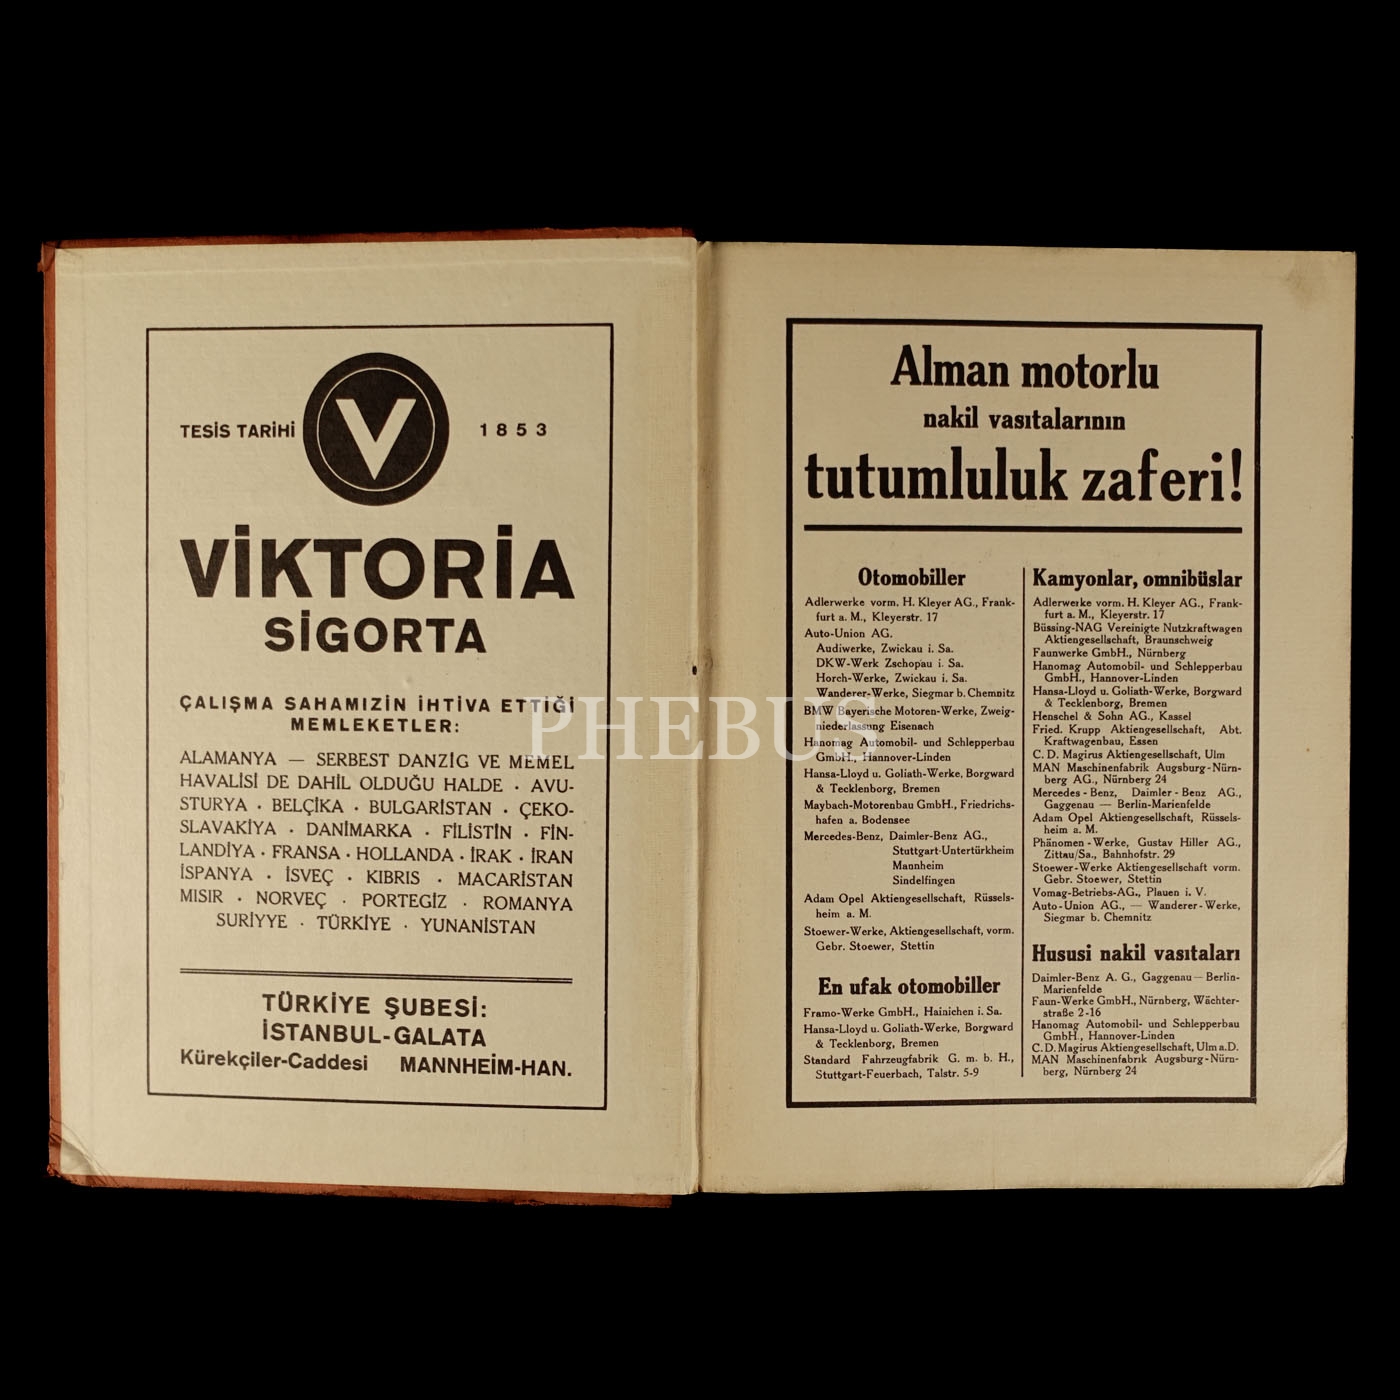 TESİS TARİHİ
V
1853
VİKTORİA
SİGORTA
ÇALIŞMA SAHAMIZİN İHTİVA ETTİĞİ
MEMLEKETLER:
ALAMANYA — SERBEST DANZİG VE MEMEL
HAVALİSİ DE DAHİL OLDUĞU HALDE · AVU-
STURYA · BELÇİKA · BULGARİSTAN · ÇEKO-
SLAVAKİYA · DANİMARKA · FİLİSTİN · FİN-
LANDİYA · FRANSA · HOLLANDA · İRAK · İRAN
İSPANYA · İSVEÇ · KIBRIS · MACARİSTAN
MISIR · NORVEÇ · PORTEGİZ · ROMANYA
SURİYYE · TÜRKİYE · YUNANİSTAN
TÜRKİYE ŞUBESİ:
İSTANBUL-GALATA
Kürekçiler-Caddesi MANNHEİM-HAN.
PHEBUS
Alman motorlu
nakil vasıtalarının
tutumluluk zaferi!
Otomobiller
Adlerwerke vorm. H. Kleyer AG., Frank-
furt a. M., Kleyerstr. 17
Auto-Union AG.
Audiwerke, Zwickau i. Sa.
DKW-Werk Zschopau i. Sa.
Horch-Werke, Zwickau i. Sa.
Wanderer-Werke, Siegmar b. Chemnitz
BMW Bayerische Motoren-Werke, Zweig-
niederlassung Eisenach
Hanomag Automobil- und Schlepperbau
GmbH., Hannover-Linden
Hansa-Lloyd u. Goliath-Werke, Borgward
& Tecklenborg, Bremen
Maybach-Motorenbau GmbH., Friedrichs-
hafen a. Bodensee
Mercedes-Benz, Daimler-Benz AG.,
Stuttgart-Untertürkheim
Mannheim
Sindelfingen
Adam Opel Aktiengesellschaft, Rüssels-
heim a. M.
Stoewer-Werke, Aktiengesellschaft, vorm.
Gebr. Stoewer, Stettin
En ufak otomobiller
Framo-Werke GmbH., Hainichen i. Sa.
Hansa-Lloyd u. Goliath-Werke, Borgward
& Tecklenborg, Bremen
Standard Fahrzeugfabrik G. m. b. H.,
Stuttgart-Feuerbach, Talstr. 5-9
Kamyonlar, omnibüslar
Adlerwerke vorm. H. Kleyer AG., Frank-
furt a. M., Kleyerstr. 17
Büssing-NAG Vereinigte Nutzkraftwagen
Aktiengesellschaft, Braunschweig
Faunwerke GmbH., Nürnberg
Hanomag Automobil- und Schlepperbau
GmbH., Hannover-Linden
Hansa-Lloyd u. Goliath-Werke, Borgward
& Tecklenborg, Bremen
Henschel & Sohn AG., Kassel
Fried. Krupp Aktiengesellschaft, Abt.
Kraftwagenbau, Essen
C. D. Magirus Aktiengesellschaft, Ulm
MAN Maschinenfabrik Augsburg-Nürn-
berg AG., Nürnberg 24
Mercedes-Benz, Daimler-Benz AG.,
Gaggenau — Berlin-Marienfelde
Adam Opel Aktiengesellschaft, Rüssels-
heim a. M.
Phänomen-Werke, Gustav Hiller AG.,
Zittau/Sa., Bahnhofstr. 29
Stoewer-Werke Aktiengesellschaft vorm.
Gebr. Stoewer, Stettin
Vomag-Betriebs-AG., Plauen i. V.
Auto-Union AG., — Wanderer-Werke,
Siegmar b. Chemnitz
Hususi nakil vasıtaları
Daimler-Benz A. G., Gaggenau — Berlin-
Marienfelde
Faun-Werke GmbH., Nürnberg, Wächter-
straße 2-16
Hanomag Automobil- und Schlepperbau
GmbH., Hannover-Linden
C. D. Magirus Aktiengesellschaft, Ulm a.D.
MAN Maschinenfabrik Augsburg-Nürn-
berg, Nürnberg 24